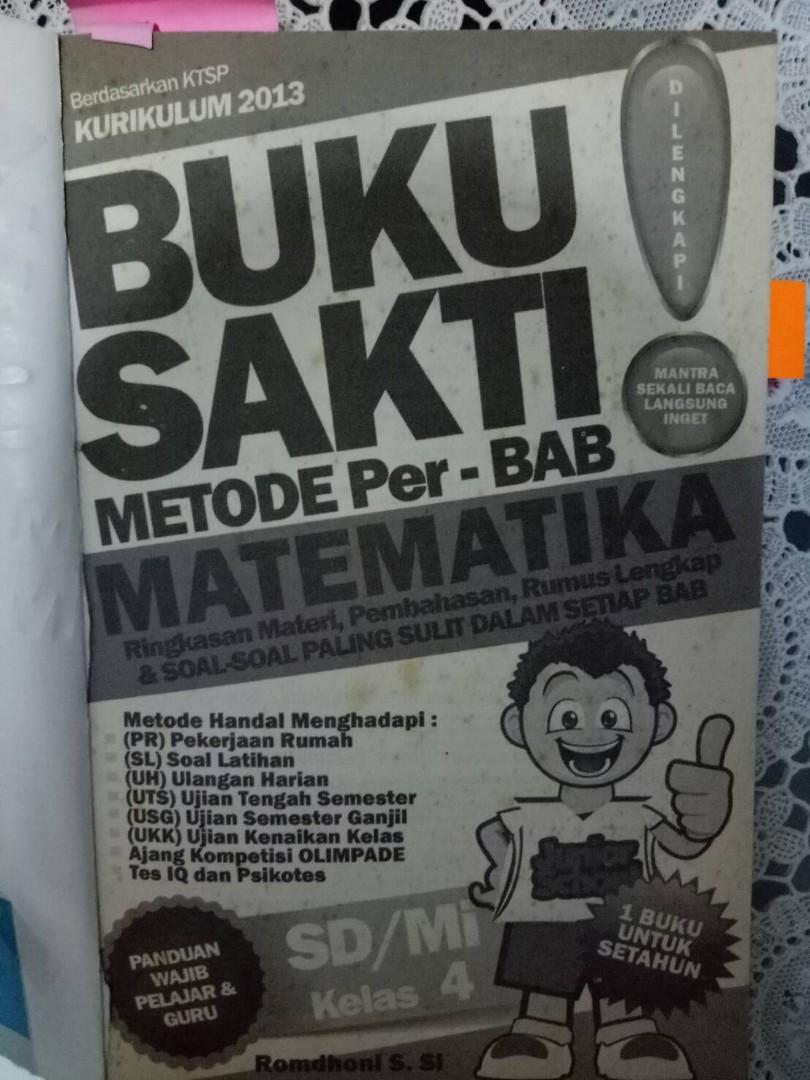 Berdasarkan KTSP
KURIKULUM 2013
BUKU
SAKTI
METODE Per - BAB
DILENGKAPI
MANTRA
SEKALI BACA
LANGSUNG
INGET
MATEMATIKA
Ringkasan Materi, Pembahasan, Rumus Lengkap
& SOAL-SOAL PALING SULIT DALAM SETIAP BAB
Metode Handal Menghadapi :
(PR) Pekerjaan Rumah
(SL) Soal Latihan
(UH) Ulangan Harian
(UTS) Ujian Tengah Semester
(USG) Ujian Semester Ganjil
(UKK) Ujian Kenaikan Kelas
Ajang Kompetisi OLIMPADE
Tes IQ dan Psikotes
Junior
School
PANDUAN
WAJIB
PELAJAR &
GURU
SD/Mi
Kelas 4
1 BUKU
UNTUK
SETAHUN
Romdhoni S. Si